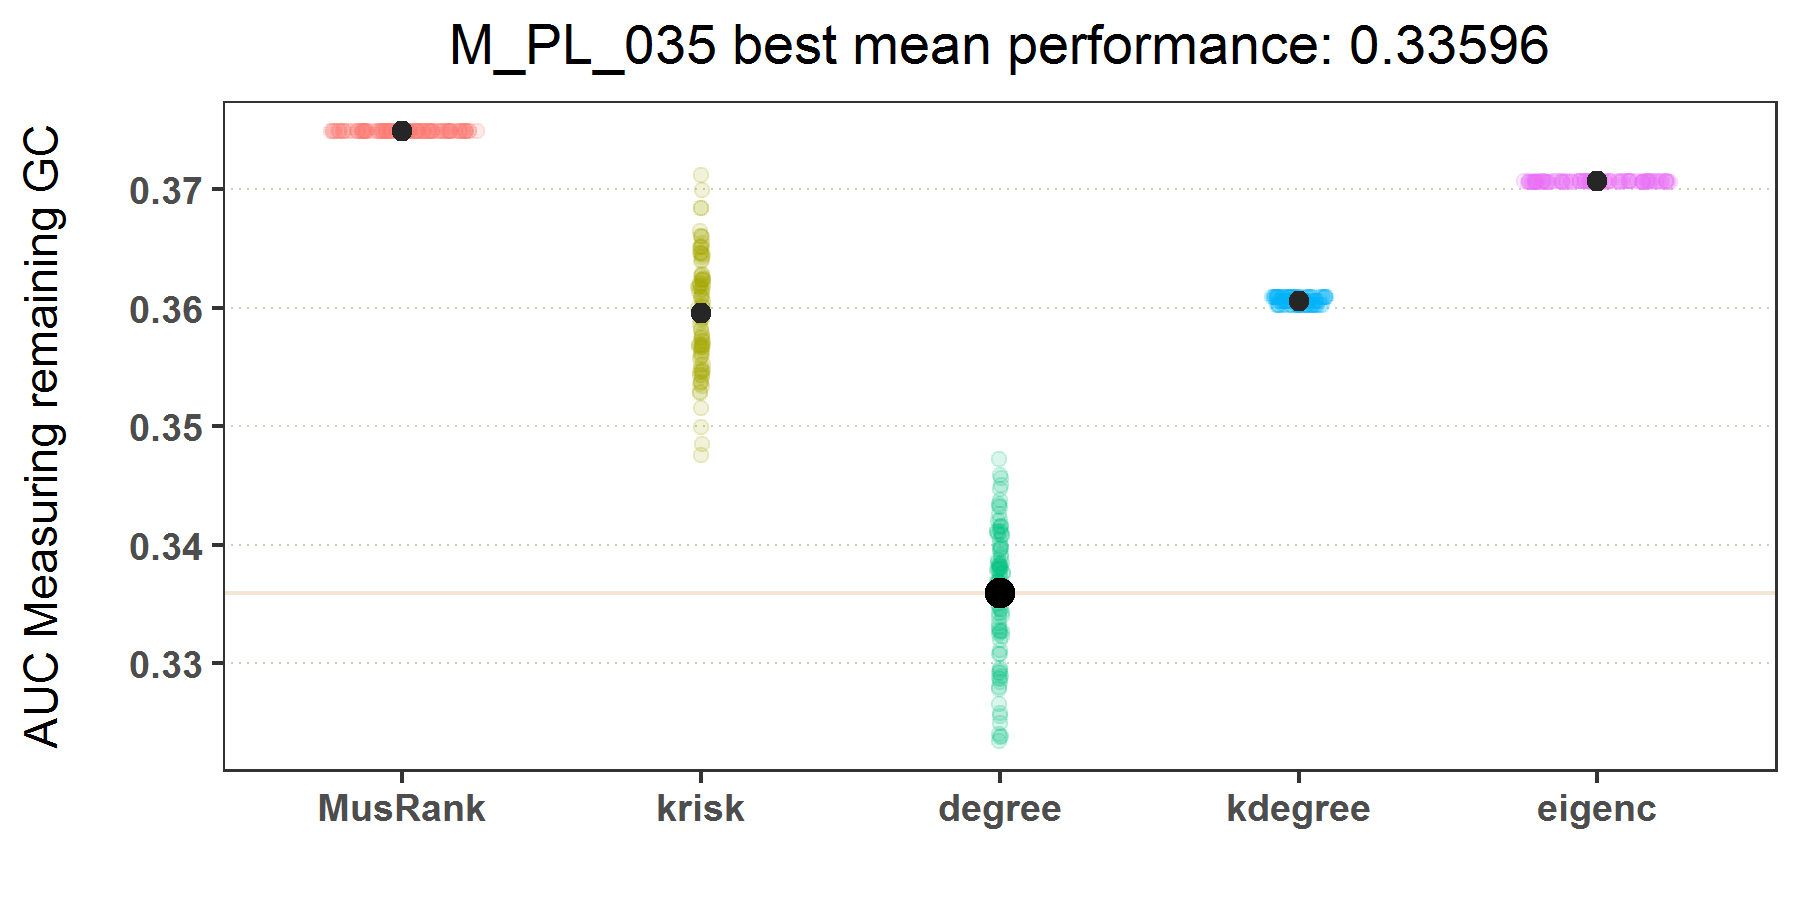 M_PL_035 best mean performance: 0.33596
AUC Measuring remaining GC
0.37
0.36
0.35
0.34
0.33
MusRank
krisk
degree
kdegree
eigenc